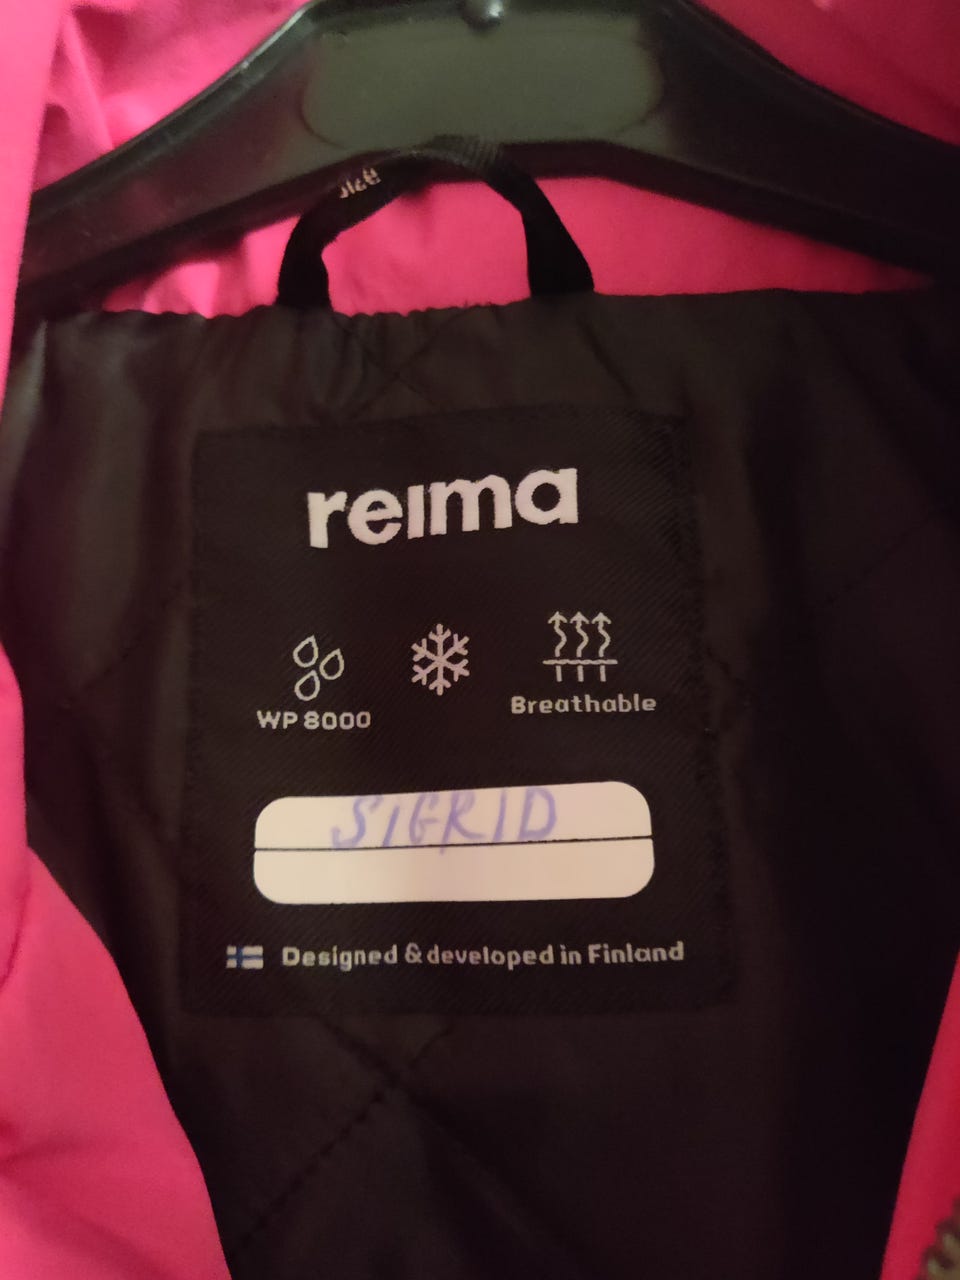 reima
WP 8000
Breathable
SIGRID
Designed & developed in Finland